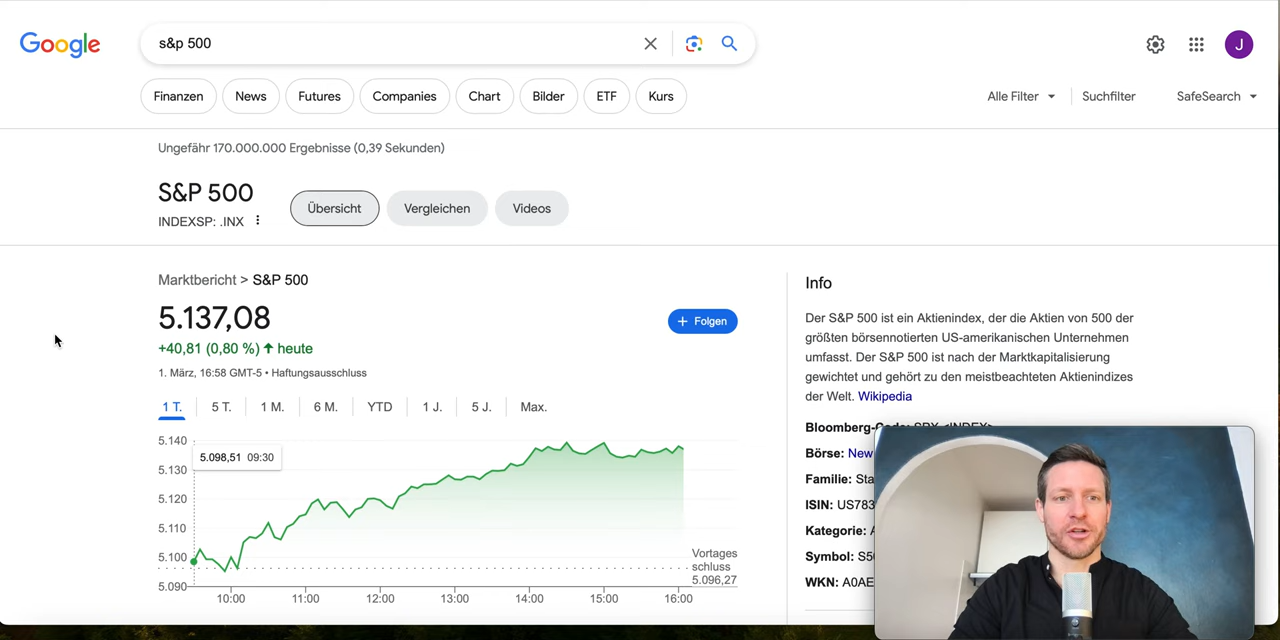 Google
s&p 500
J
Finanzen News Futures Companies Chart Bilder ETF Kurs
Alle Filter Suchfilter SafeSearch
Ungefähr 170.000.000 Ergebnisse (0,39 Sekunden)
S&P 500
INDEXSP: .INX
Übersicht Vergleichen Videos
Marktbericht > S&P 500
5.137,08
+ Folgen
+40,81 (0,80 %) ↑ heute
1. März, 16:58 GMT-5 • Haftungsausschluss
1 T. 5 T. 1 M. 6 M. YTD 1 J. 5 J. Max.
5.140
5.098,51 09:30
5.130
5.120
5.110
5.100
5.090
Vortages
schluss
5.096,27
10:00 11:00 12:00 13:00 14:00 15:00 16:00
Info
Der S&P 500 ist ein Aktienindex, der die Aktien von 500 der
größten börsennotierten US-amerikanischen Unternehmen
umfasst. Der S&P 500 ist nach der Marktkapitalisierung
gewichtet und gehört zu den meistbeachteten Aktienindizes
der Welt. Wikipedia
Börse: New
Familie: Sta
ISIN: US783
Kategorie:
Symbol: S5
WKN: A0AE